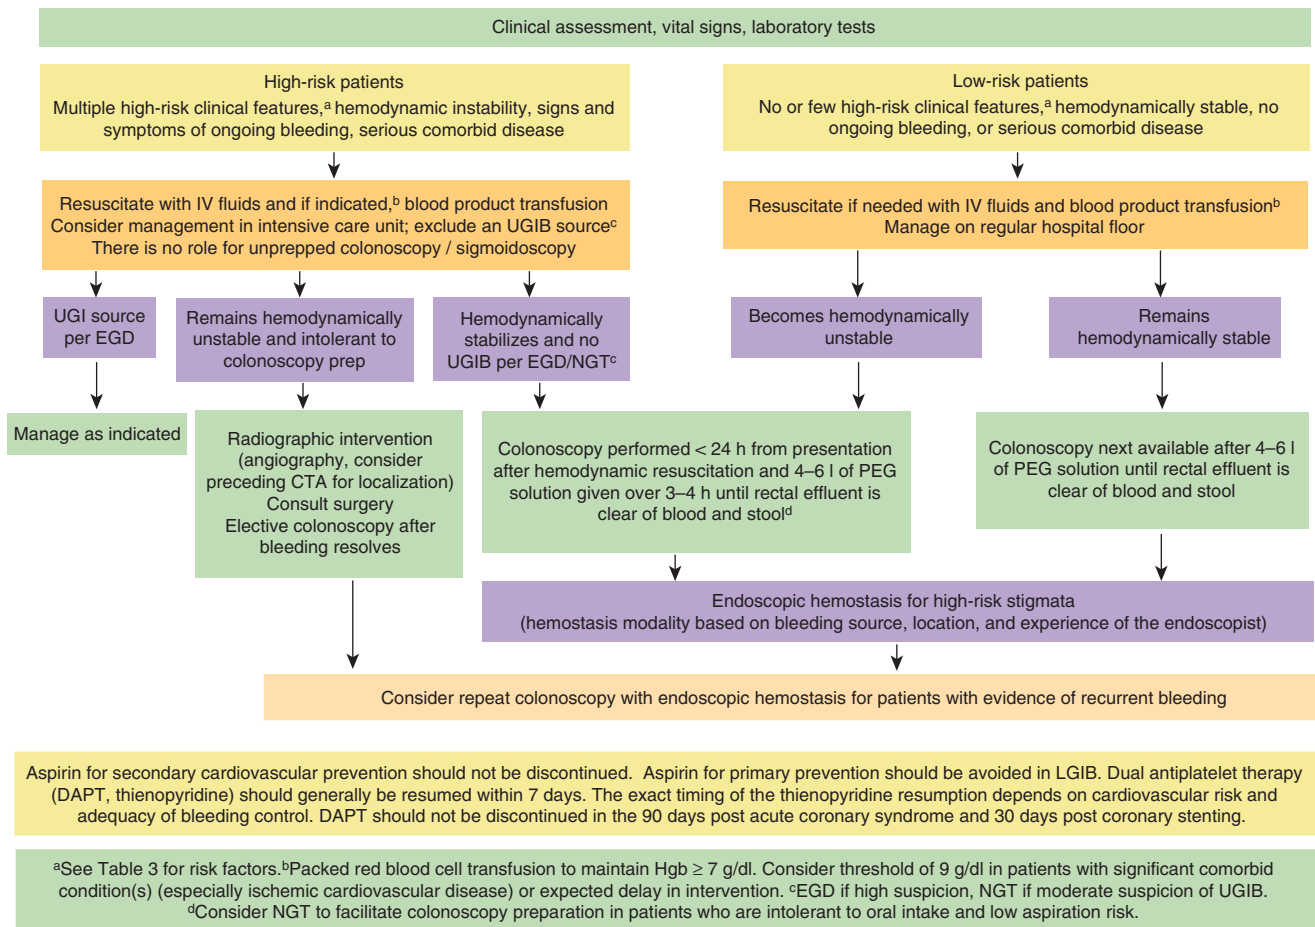 Clinical assessment, vital signs, laboratory tests
High-risk patients
Multiple high-risk clinical features,ᵃ hemodynamic instability, signs and
symptoms of ongoing bleeding, serious comorbid disease
Low-risk patients
No or few high-risk clinical features,ᵃ hemodynamically stable, no
ongoing bleeding, or serious comorbid disease
Resuscitate with IV fluids and if indicated,ᵇ blood product transfusion
Consider management in intensive care unit; exclude an UGIB sourceᶜ
There is no role for unprepped colonoscopy / sigmoidoscopy
Resuscitate if needed with IV fluids and blood product transfusionᵇ
Manage on regular hospital floor
UGI source
per EGD
Remains hemodynamically
unstable and intolerant to
colonoscopy prep
Hemodynamically
stabilizes and no
UGIB per EGD/NGTᶜ
Becomes hemodynamically
unstable
Remains
hemodynamically stable
Manage as indicated
Radiographic intervention
(angiography, consider
preceding CTA for localization)
Consult surgery
Elective colonoscopy after
bleeding resolves
Colonoscopy performed < 24 h from presentation
after hemodynamic resuscitation and 4–6 l of PEG
solution given over 3–4 h until rectal effluent is
clear of blood and stoolᵈ
Colonoscopy next available after 4–6 l
of PEG solution until rectal effluent is
clear of blood and stool
Endoscopic hemostasis for high-risk stigmata
(hemostasis modality based on bleeding source, location, and experience of the endoscopist)
Consider repeat colonoscopy with endoscopic hemostasis for patients with evidence of recurrent bleeding
Aspirin for secondary cardiovascular prevention should not be discontinued. Aspirin for primary prevention should be avoided in LGIB. Dual antiplatelet therapy
(DAPT, thienopyridine) should generally be resumed within 7 days. The exact timing of the thienopyridine resumption depends on cardiovascular risk and
adequacy of bleeding control. DAPT should not be discontinued in the 90 days post acute coronary syndrome and 30 days post coronary stenting.
ᵃSee Table 3 for risk factors.ᵇPacked red blood cell transfusion to maintain Hgb ≥ 7 g/dl. Consider threshold of 9 g/dl in patients with significant comorbid
condition(s) (especially ischemic cardiovascular disease) or expected delay in intervention. ᶜEGD if high suspicion, NGT if moderate suspicion of UGIB.
ᵈConsider NGT to facilitate colonoscopy preparation in patients who are intolerant to oral intake and low aspiration risk.